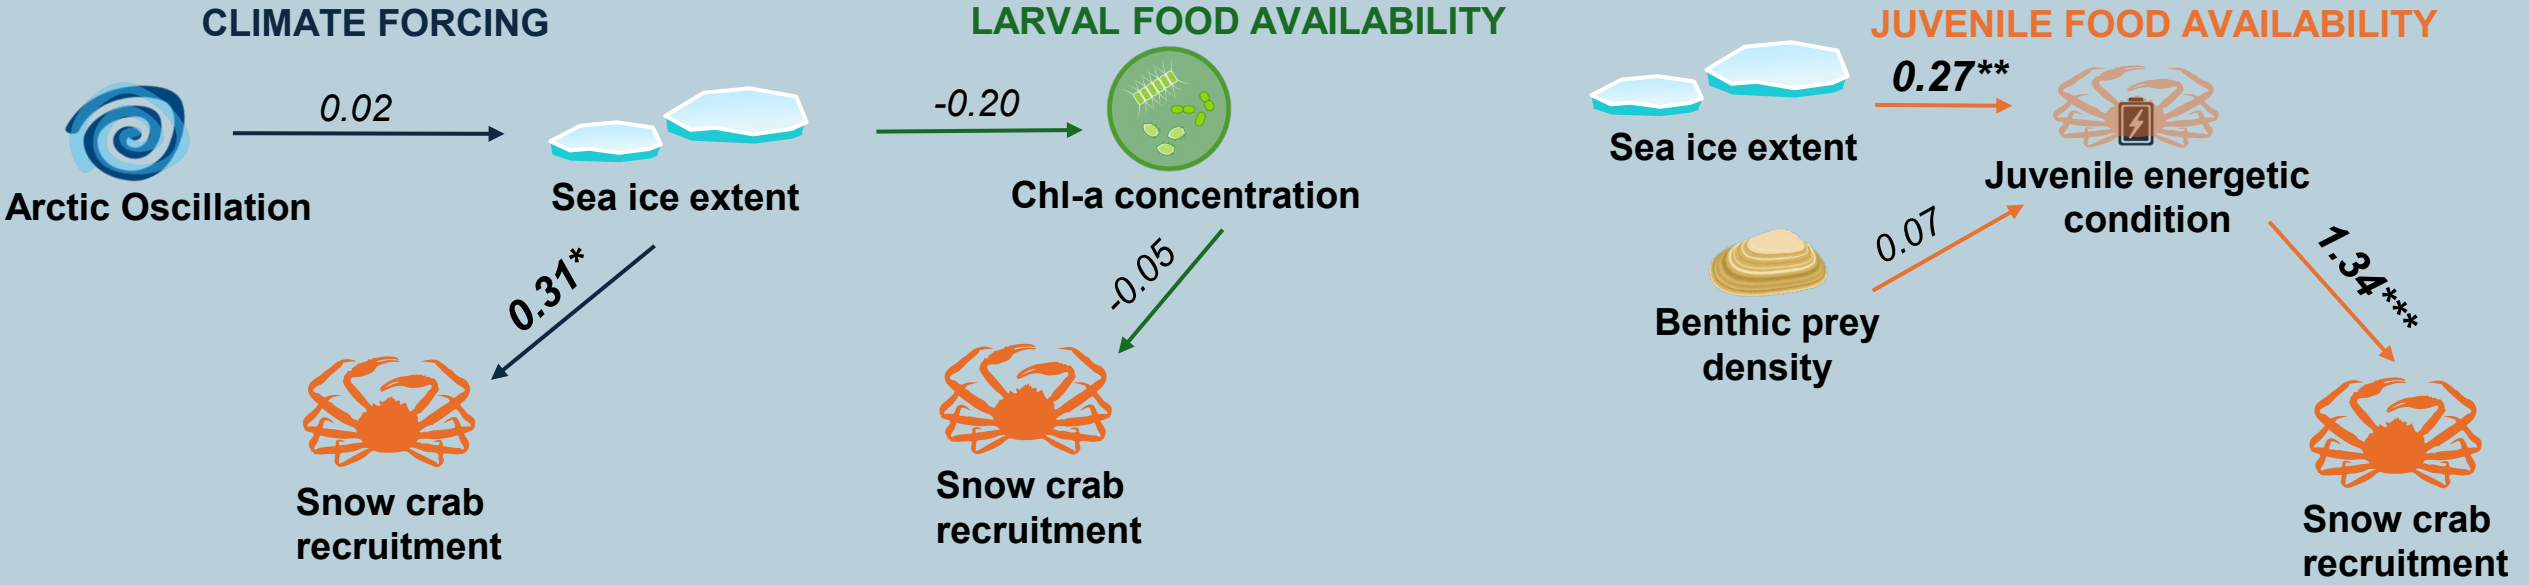 CLIMATE FORCING
0.02
Arctic Oscillation
Sea ice extent
0.31*
Snow crab
recruitment
LARVAL FOOD AVAILABILITY
-0.20
Chl-a concentration
-0.05
Snow crab
recruitment
JUVENILE FOOD AVAILABILITY
0.27**
Sea ice extent
Juvenile energetic
condition
0.07
Benthic prey
density
1.34***
Snow crab
recruitment